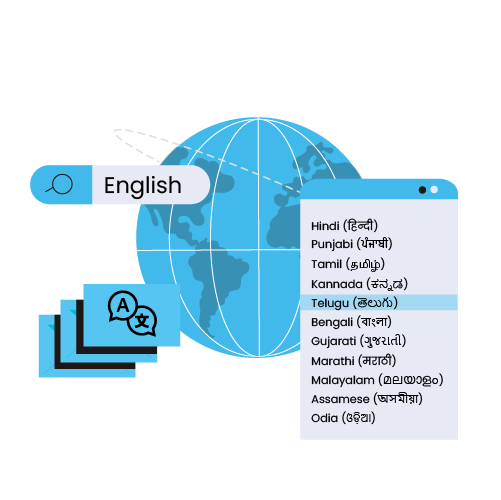 English
Hindi (हिन्दी)
Punjabi (ਪੰਜਾਬੀ)
Tamil (தமிழ்)
Kannada (ಕನ್ನಡ)
Telugu (తెలుగు)
Bengali (বাংলা)
Gujarati (ગુજરાતી)
Marathi (मराठी)
Malayalam (മലയാളം)
Assamese (অসমীয়া)
Odia (ଓଡ଼ିଆ)
A
文